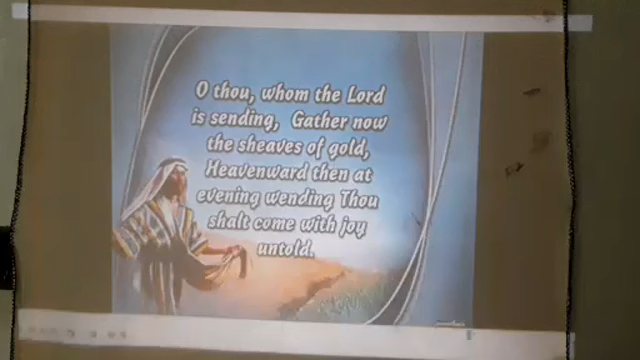 O thou, whom the Lord
is sending, Gather now
the sheaves of gold,
Heavenward then at
evening wending Thou
shalt come with joy
untold.